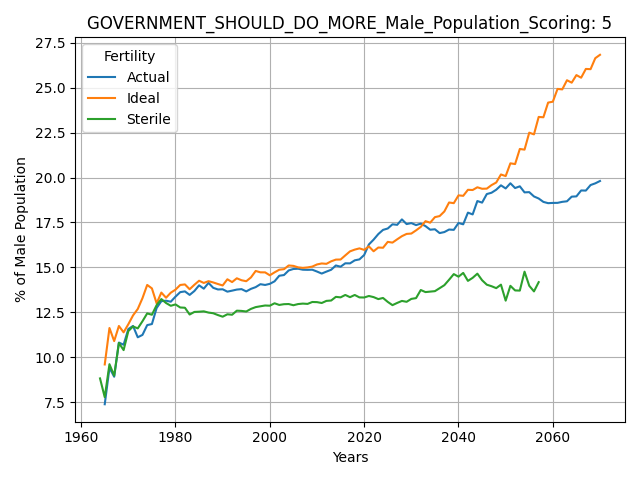 GOVERNMENT_SHOULD_DO_MORE_Male_Population_Scoring: 5
27.5
25.0
22.5
20.0
17.5
15.0
12.5
10.0
7.5
% of Male Population
Fertility
Actual
Ideal
Sterile
1960
1980
2000
2020
2040
2060
Years